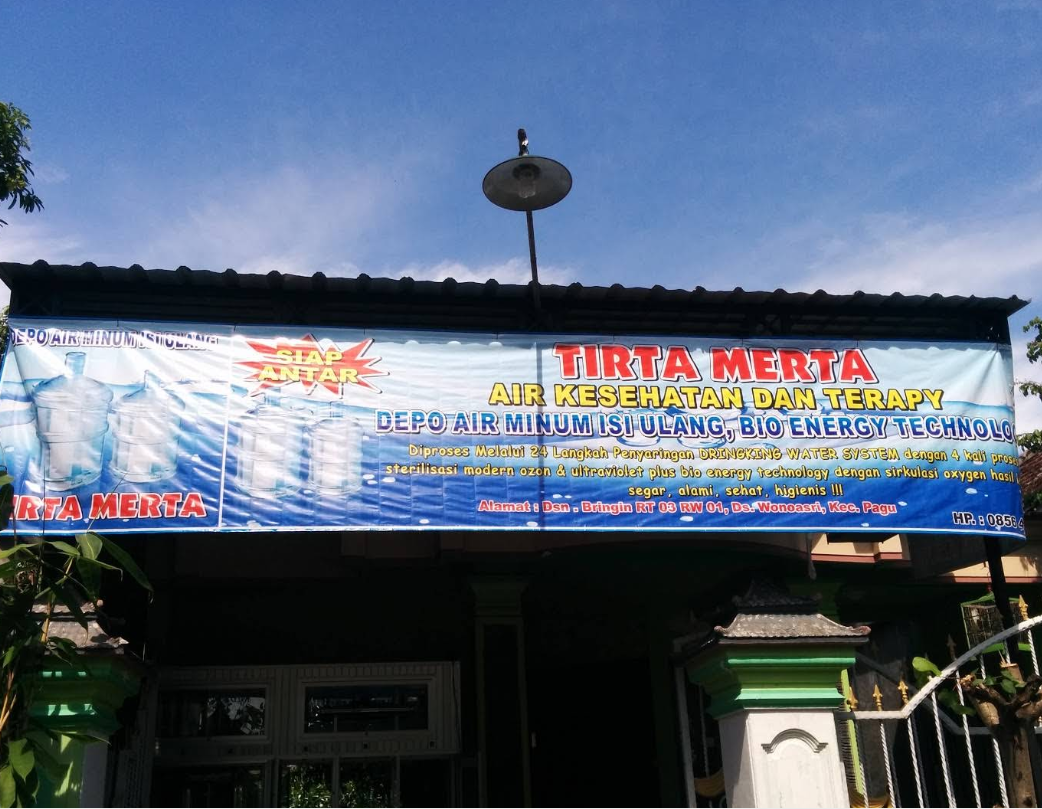 DEPO AIR MINUM ISI ULANG
TIRTA MERTA
SIAP
ANTAR
TIRTA MERTA
AIR KESEHATAN DAN TERAPY
DEPO AIR MINUM ISI ULANG, BIO ENERGY TECHNOLO
Diproses Melalui 24 Langkah Penyaringan DRINGKING WATER SYSTEM dengan 4 kali prose
sterilisasi modern ozon & ultraviolet plus bio energy technology dengan sirkulasi oxygen hasil
segar, alami, sehat, higienis !!!
Alamat : Dsn . Bringin RT 03 RW 01, Ds. Wonoasri, Kec. Pagu
HP. : 0858